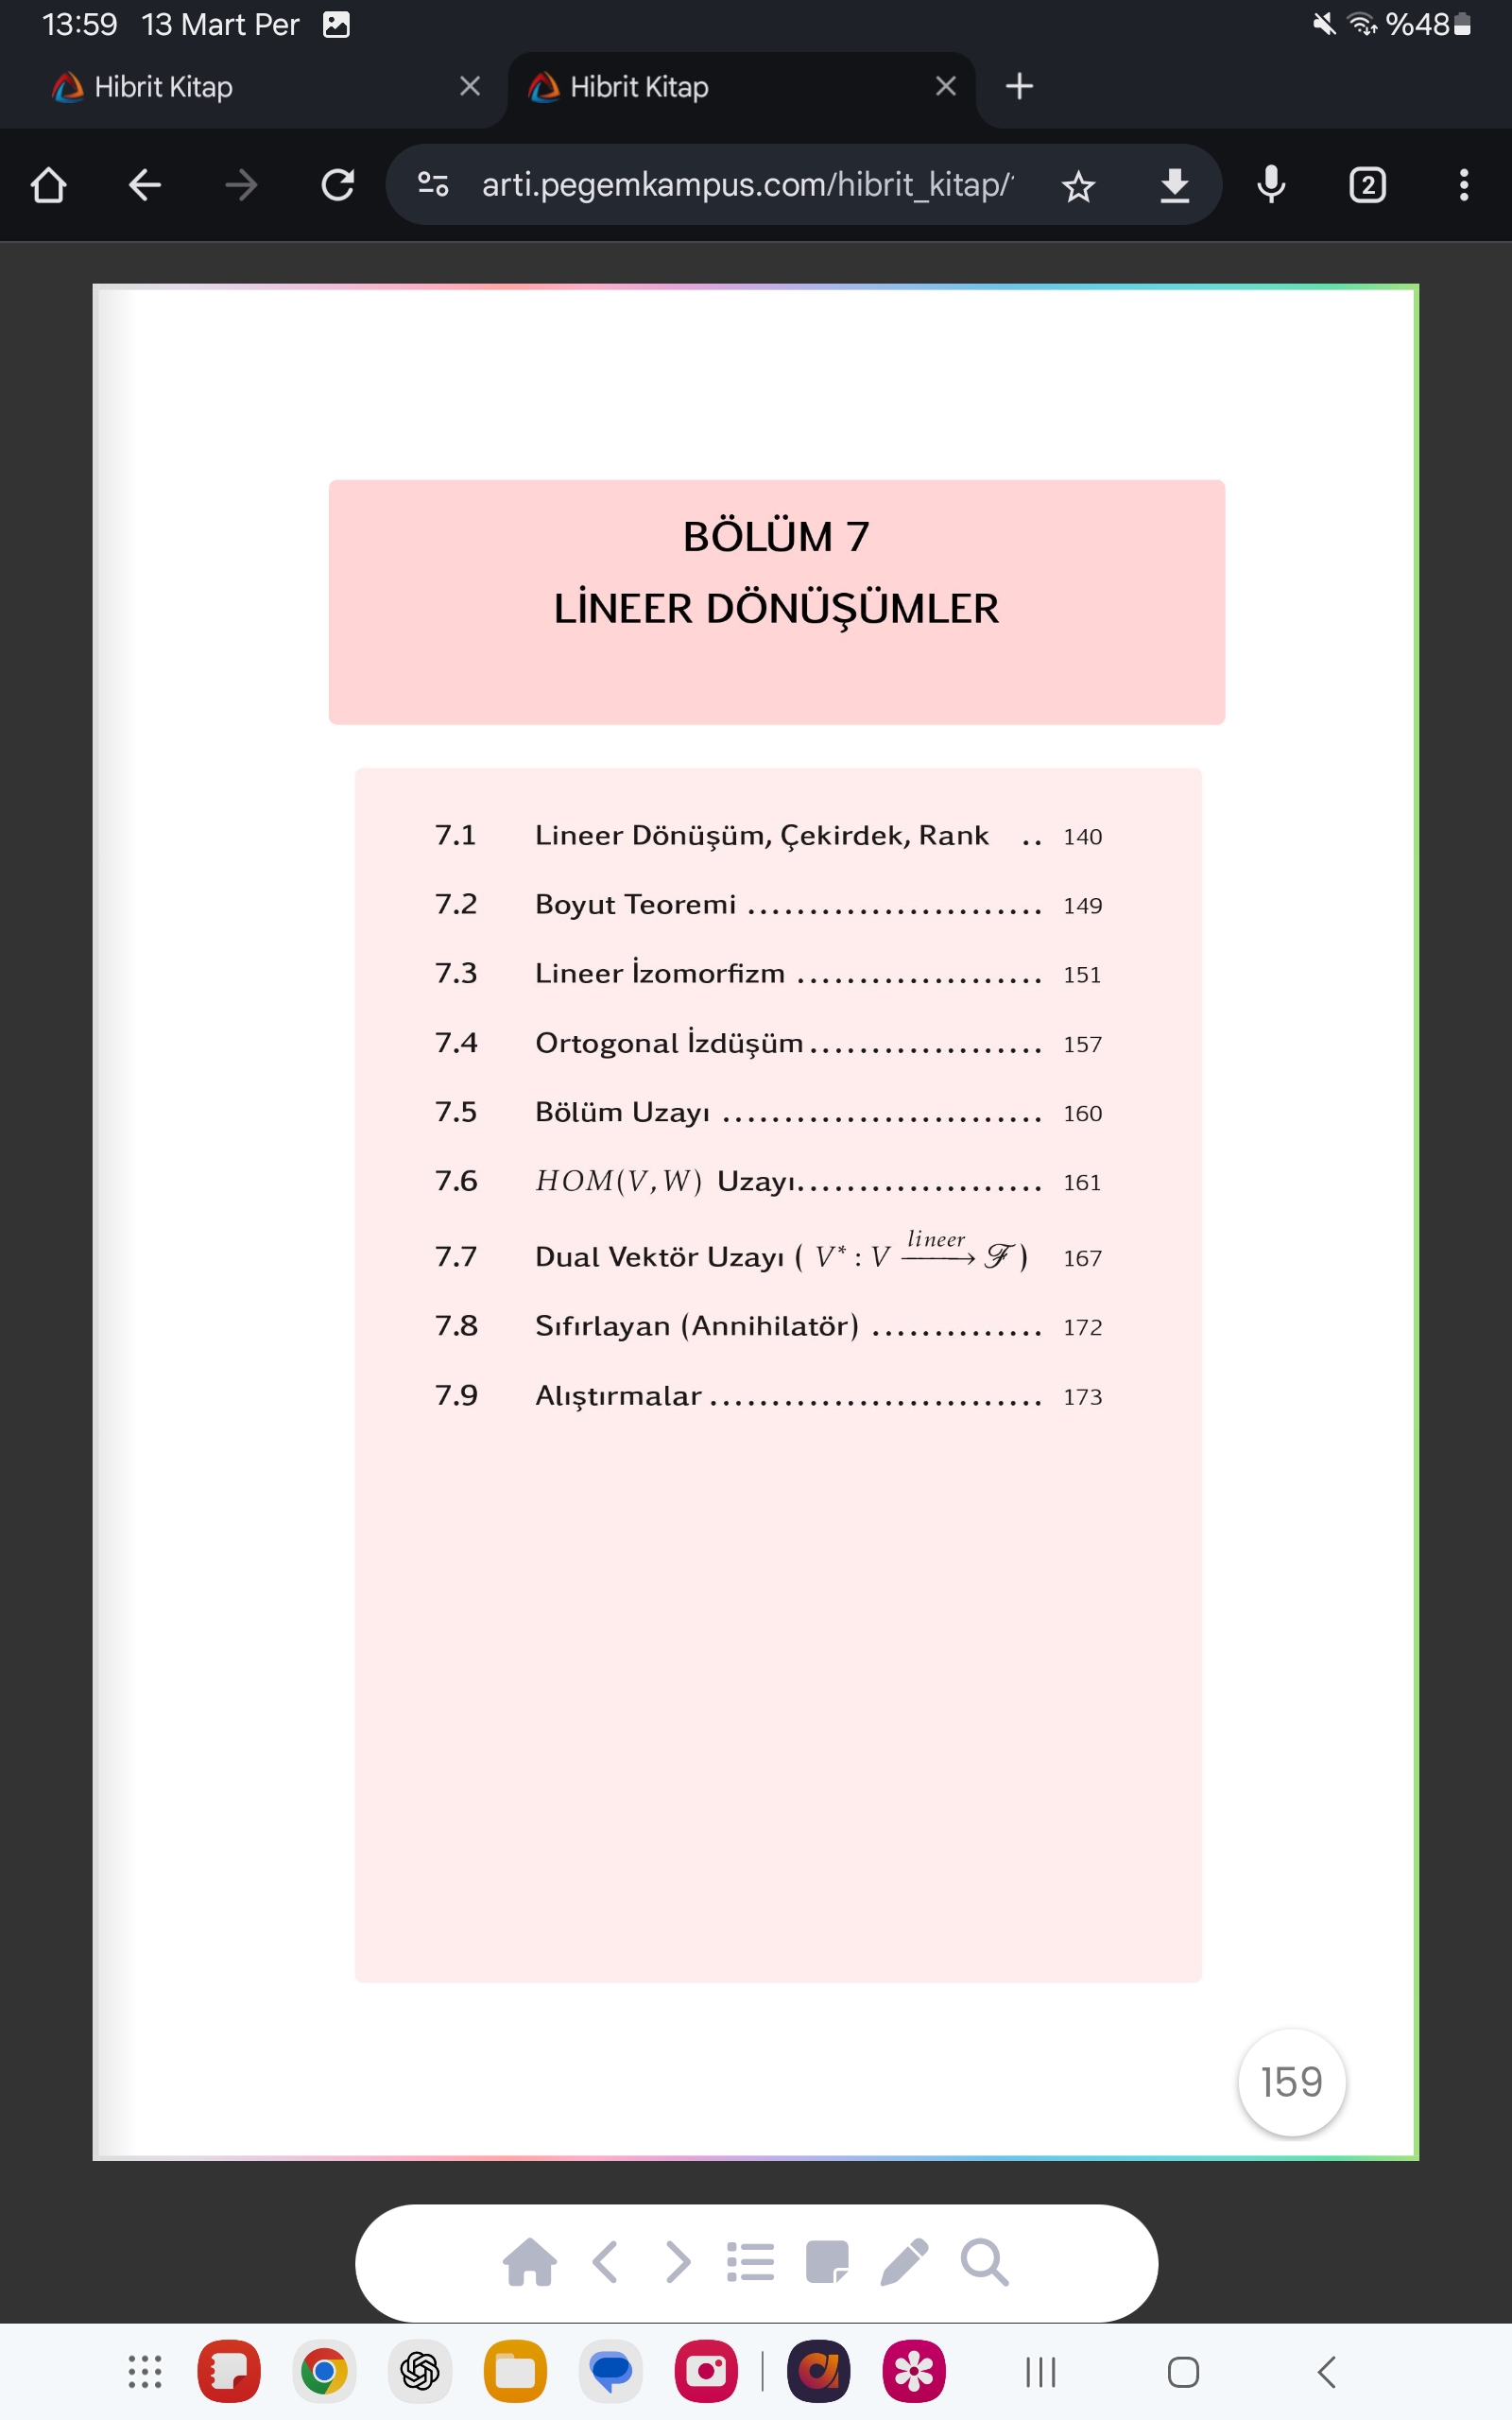 13:59 13 Mart Per %48
Hibrit Kitap Hibrit Kitap
arti.pegemkampus.com/hibrit_kitap/ 2
BÖLÜM 7
LİNEER DÖNÜŞÜMLER
7.1 Lineer Dönüşüm, Çekirdek, Rank .. 140
7.2 Boyut Teoremi ........................ 149
7.3 Lineer İzomorfizm .................... 151
7.4 Ortogonal İzdüşüm................... 157
7.5 Bölüm Uzayı .......................... 160
7.6 HOM(V,W) Uzayı.................... 161
7.7 Dual Vektör Uzayı ( V* : V lineer⟶ ℱ ) 167
7.8 Sıfırlayan (Annihilatör) .............. 172
7.9 Alıştırmalar ........................... 173
159